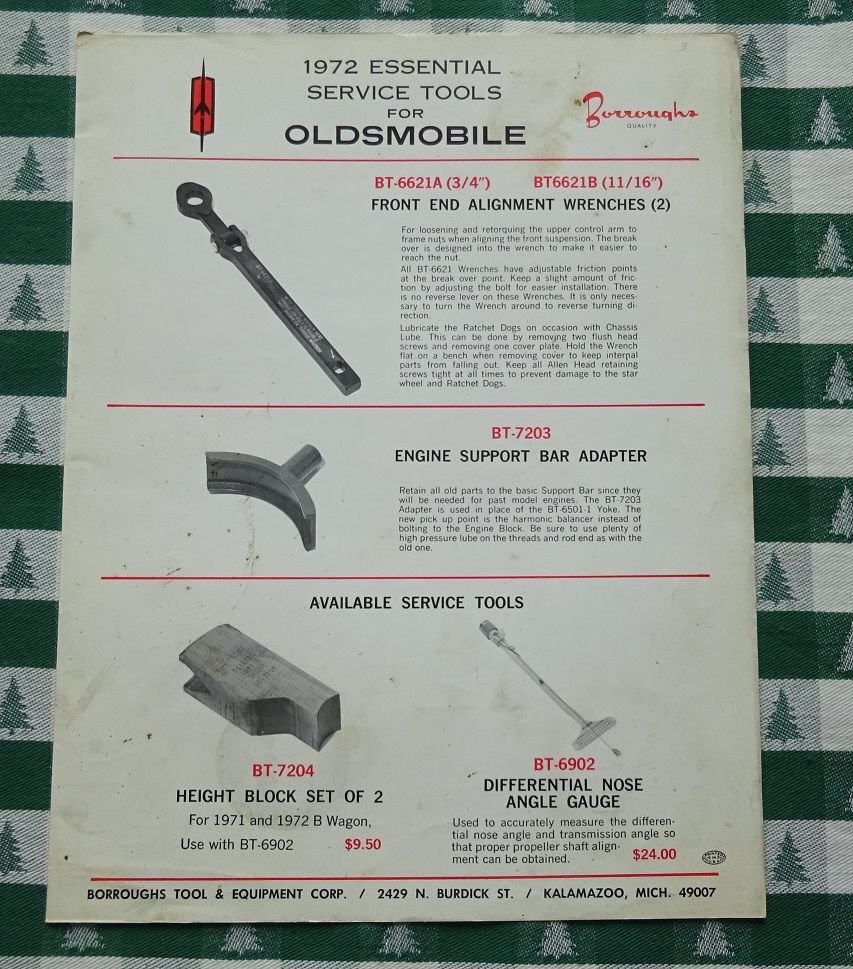 1972 ESSENTIAL
SERVICE TOOLS
FOR
OLDSMOBILE
Borroughs
QUALITY
BT-6621A (3/4")
BT6621B (11/16")
FRONT END ALIGNMENT WRENCHES (2)
For loosening and retorquing the upper control arm to
frame nuts when aligning the front suspension. The break
over is designed into the wrench to make it easier to
reach the nut.
All BT-6621 Wrenches have adjustable friction points
at the break over point. Keep a slight amount of fric-
tion by adjusting the bolt for easier installation. There
is no reverse lever on these Wrenches. It is only neces-
sary to turn the Wrench around to reverse turning di-
rection.
Lubricate the Ratchet Dogs on occasion with Chassis
Lube. This can be done by removing two flush head
screws and removing one cover plate. Hold the Wrench
flat on a bench when removing cover to keep internal
parts from falling out. Keep all Allen Head retaining
screws tight at all times to prevent damage to the star
wheel and Ratchet Dogs.
BT-7203
ENGINE SUPPORT BAR ADAPTER
Retain all old parts to the basic Support Bar since they
will be needed for past model engines. The BT-7203
Adapter is used in place of the BT-6501-1 Yoke. The
new pick up point is the harmonic balancer instead of
bolting to the Engine Block. Be sure to use plenty of
high pressure lube on the threads and rod end as with the
old one.
AVAILABLE SERVICE TOOLS
BT-7204
HEIGHT BLOCK SET OF 2
For 1971 and 1972 B Wagon,
Use with BT-6902 $9.50
BT-6902
DIFFERENTIAL NOSE
ANGLE GAUGE
Used to accurately measure the differen-
tial nose angle and transmission angle so
that proper propeller shaft align-
ment can be obtained. $24.00
BORROUGHS TOOL & EQUIPMENT CORP. / 2429 N. BURDICK ST. / KALAMAZOO, MICH. 49007